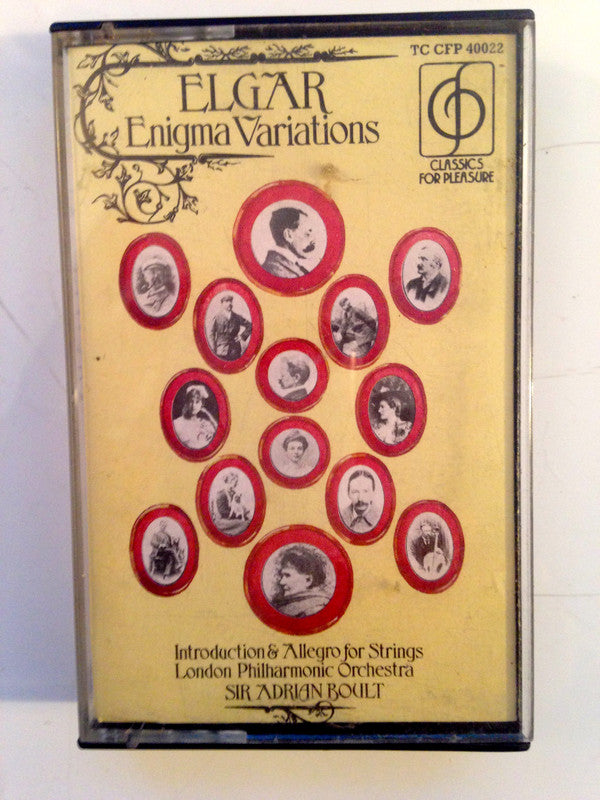 TC CFP 40022
ELGAR
Enigma Variations
CLASSICS
FOR PLEASURE
Introduction & Allegro for Strings
London Philharmonic Orchestra
SIR ADRIAN BOULT